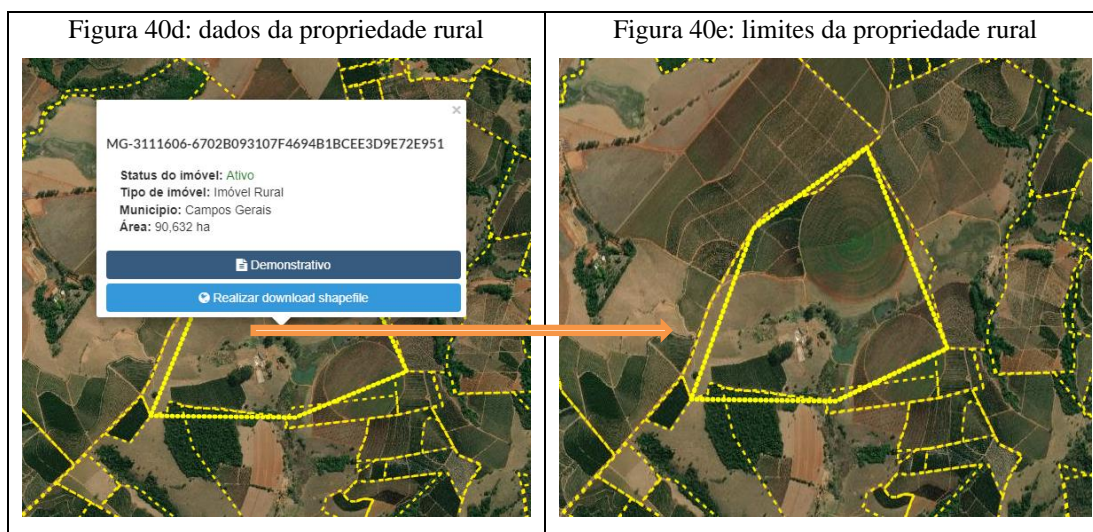 Figura 40d: dados da propriedade rural
Figura 40e: limites da propriedade rural
×
MG-3111606-6702B093107F4694B1BCEE3D9E72E951
Status do imóvel: Ativo
Tipo de imóvel: Imóvel Rural
Município: Campos Gerais
Área: 90,632 ha
Demonstrativo
Realizar download shapefile